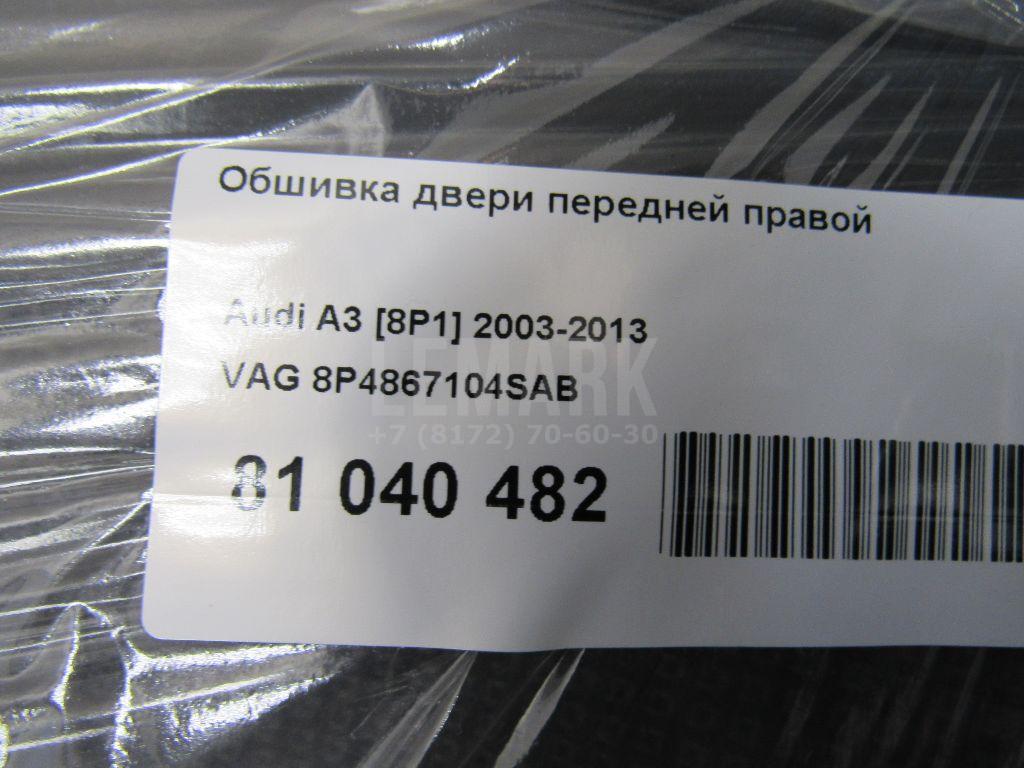 Обшивка двери передней правой
Audi A3 [8P1] 2003-2013
VAG 8P4867104SAB
LEMARK
+7 (8172) 70-60-30
81 040 482